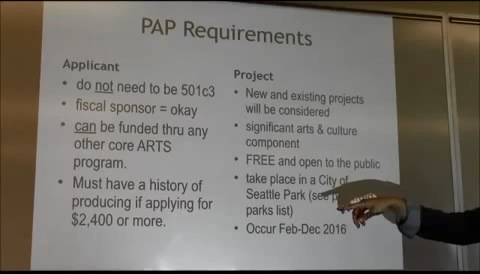 PAP Requirements
Applicant
• do not need to be 501c3
• fiscal sponsor = okay
• can be funded thru any
other core ARTS
program.
• Must have a history of
producing if applying for
$2,400 or more.
Project
• New and existing projects
will be considered
• significant arts & culture
component
• FREE and open to the public
• take place in a City of
Seattle Park (see
parks list)
• Occur Feb-Dec 2016